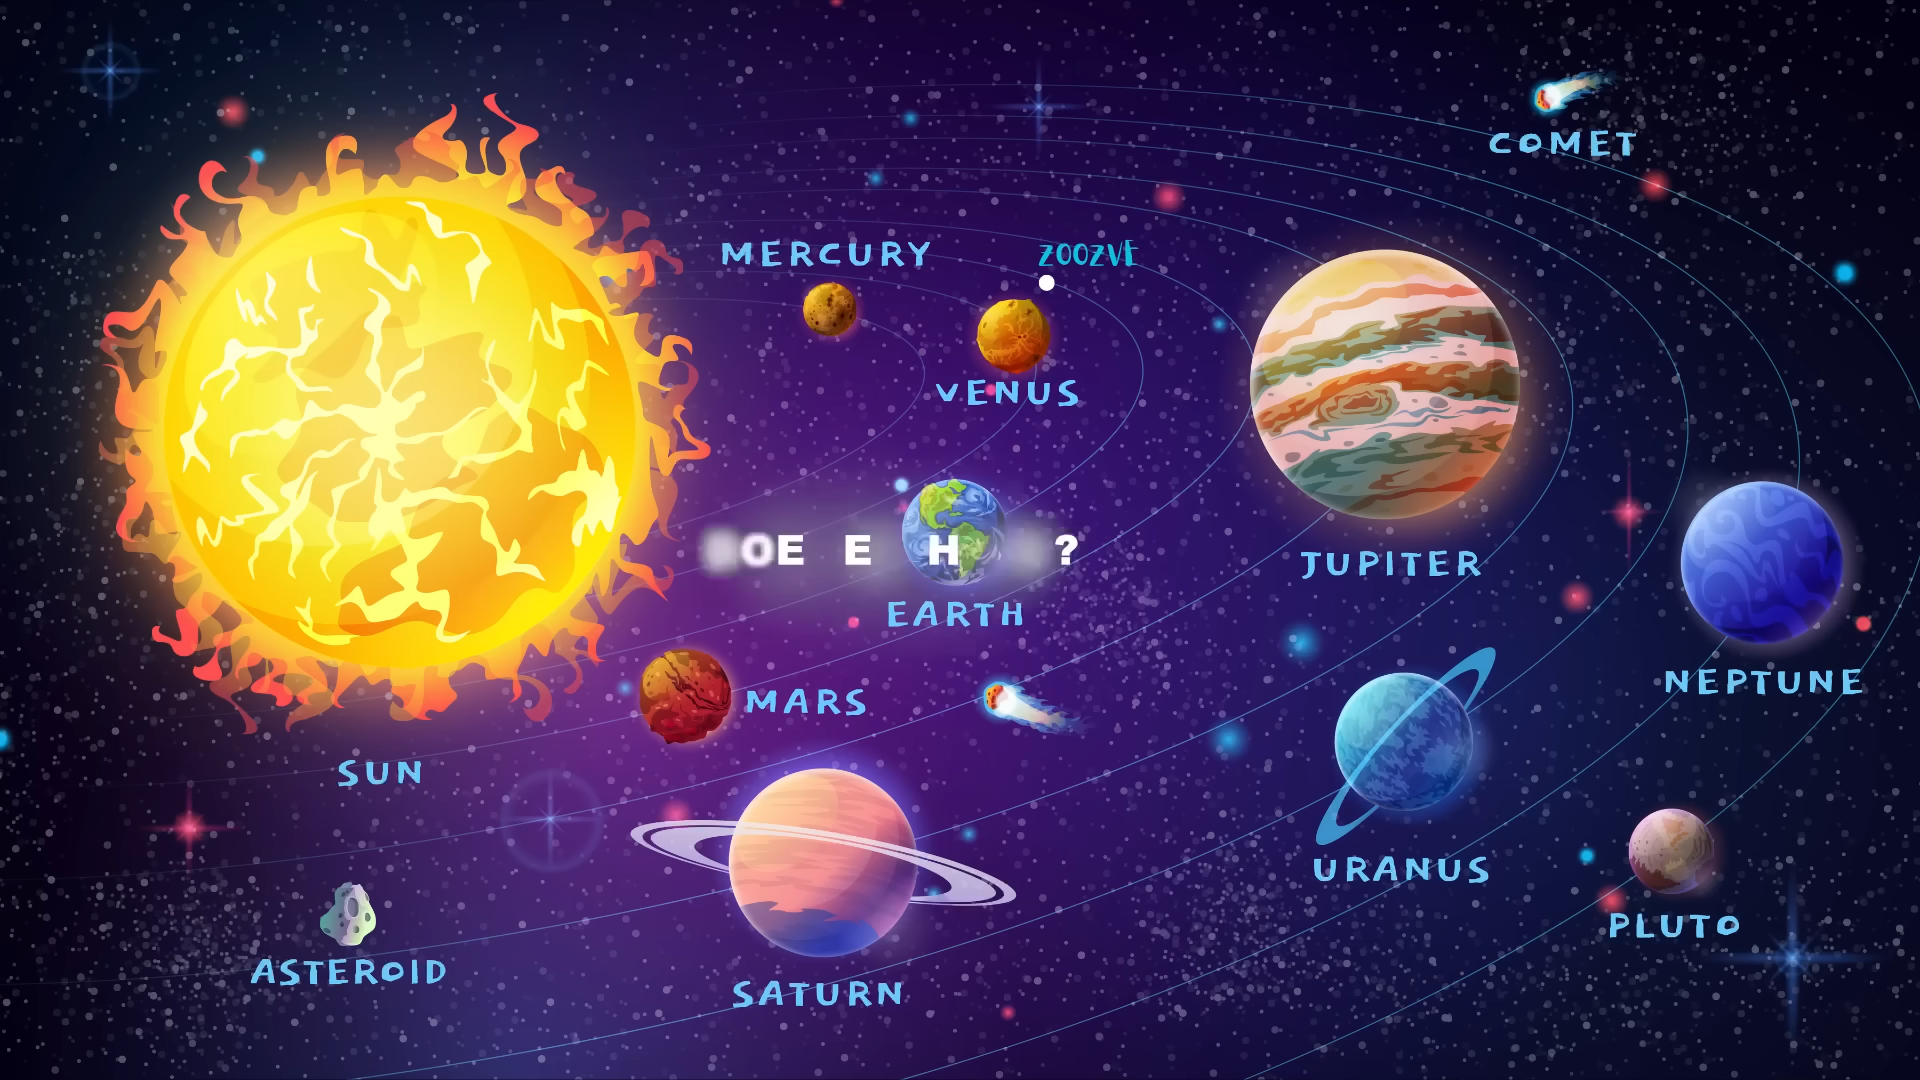 COMET
MERCURY
ZOOZVE
VENUS
JUPITER
EARTH
NEPTUNE
MARS
SUN
URANUS
PLUTO
ASTEROID
SATURN